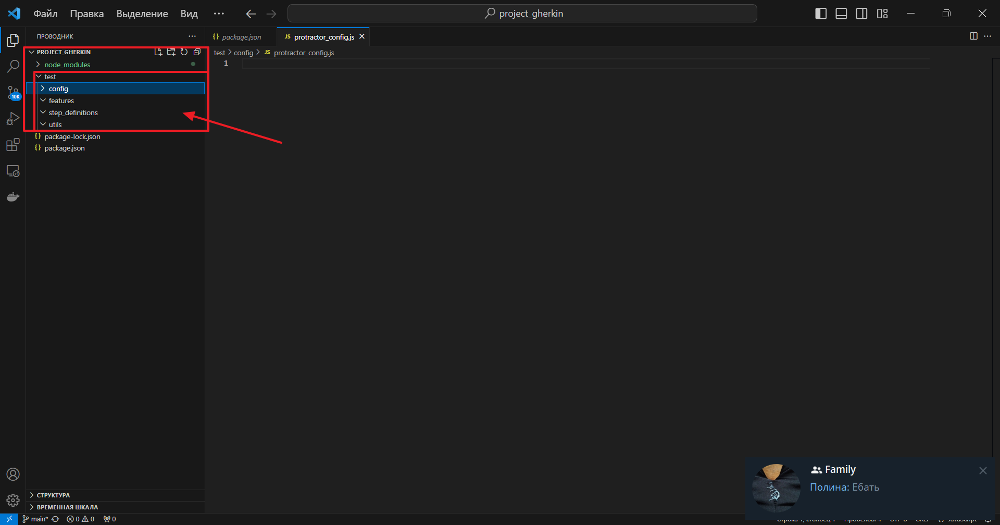 Файл Правка Выделение Вид ··· project_gherkin
ПРОВОДНИК ···
{} package.json JS protractor_config.js
PROJECT_GHERKIN
test > config > JS protractor_config.js
node_modules
1
test
config
features
step_definitions
utils
{} package-lock.json
{} package.json
10K
Family
Полина: Ебать
СТРУКТУРА
ВРЕМЕННАЯ ШКАЛА
main* 0 0 0